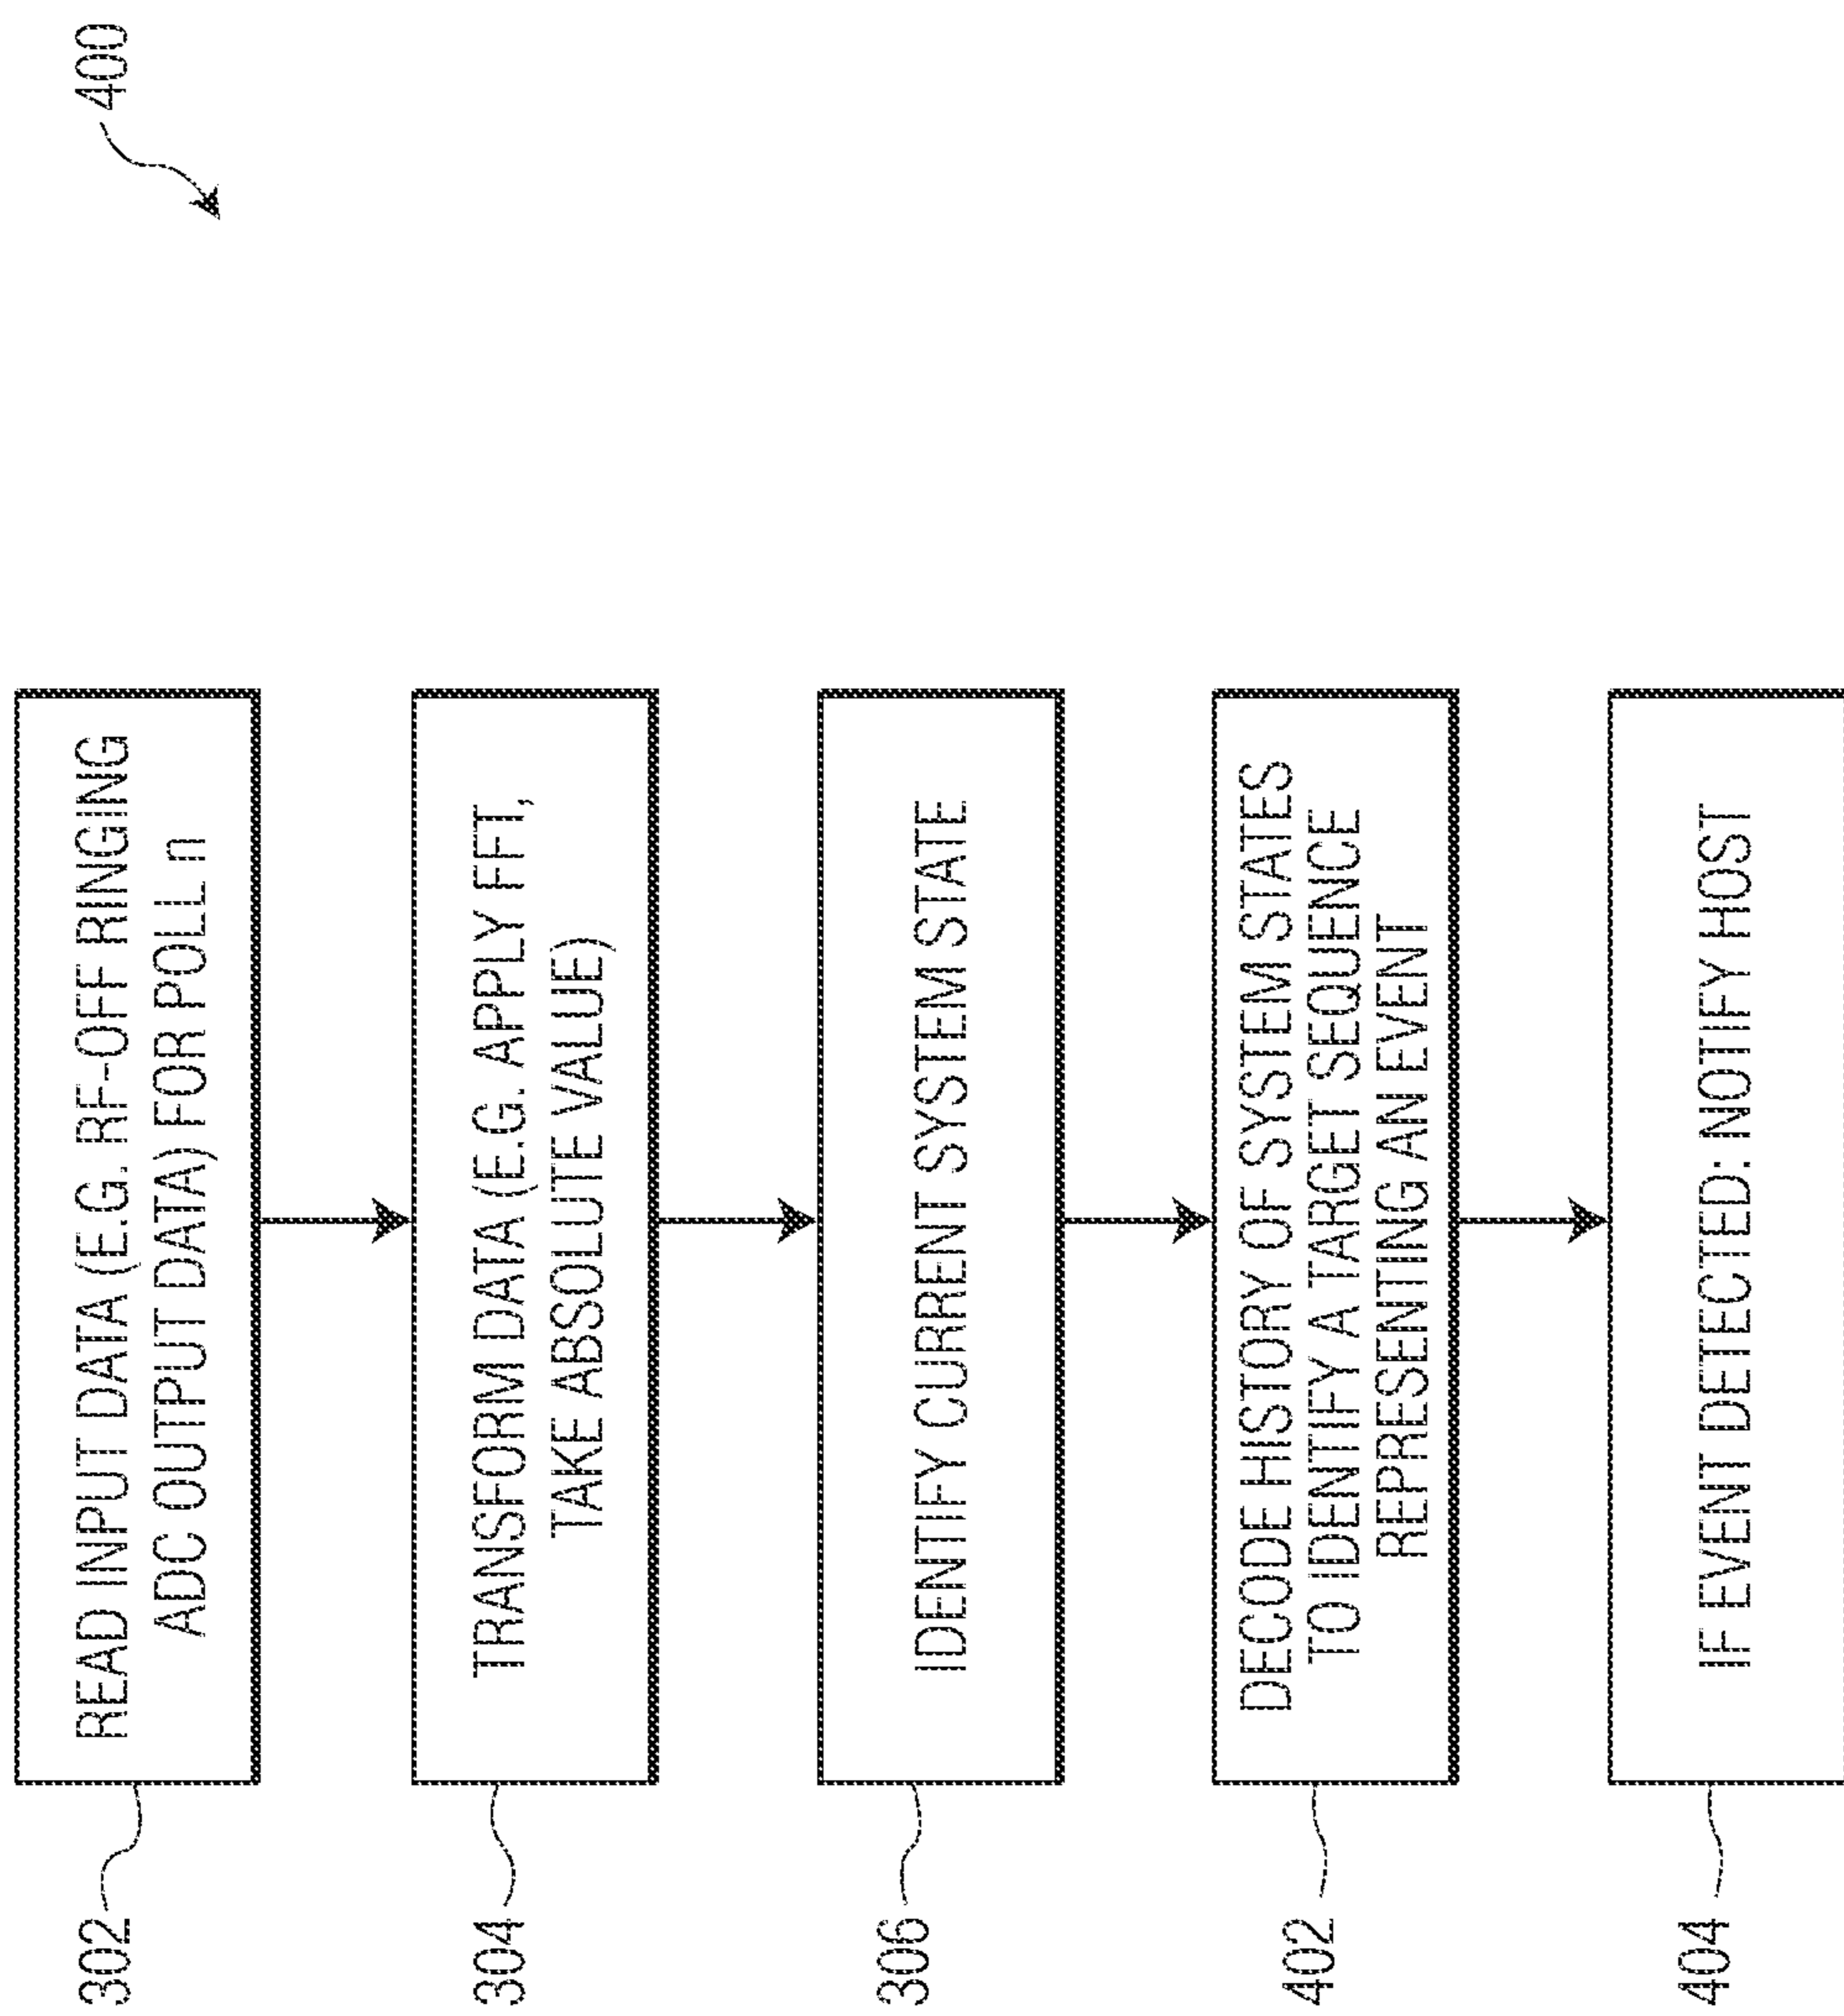 400
302
READ INPUT DATA (E.G. RF-OFF RINGING
ADC OUTPUT DATA) FOR POLL n
304
TRANSFORM DATA (E.G. APPLY FFT,
TAKE ABSOLUTE VALUE)
306
IDENTIFY CURRENT SYSTEM STATE
402
DECODE HISTORY OF SYSTEM STATES
TO IDENTIFY A TARGET SEQUENCE
REPRESENTING AN EVENT
404
IF EVENT DETECTED: NOTIFY HOST